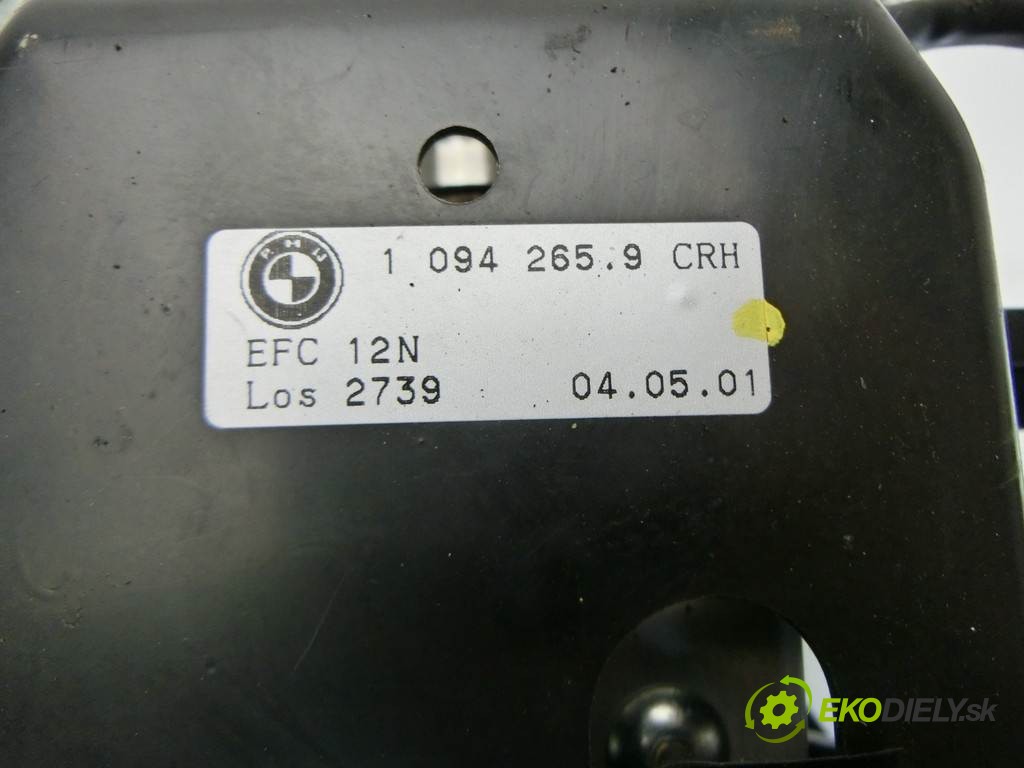 1 094 265.9 CRH
EFC 12N
Los 2739 04.05.01
EKODIELY.sk